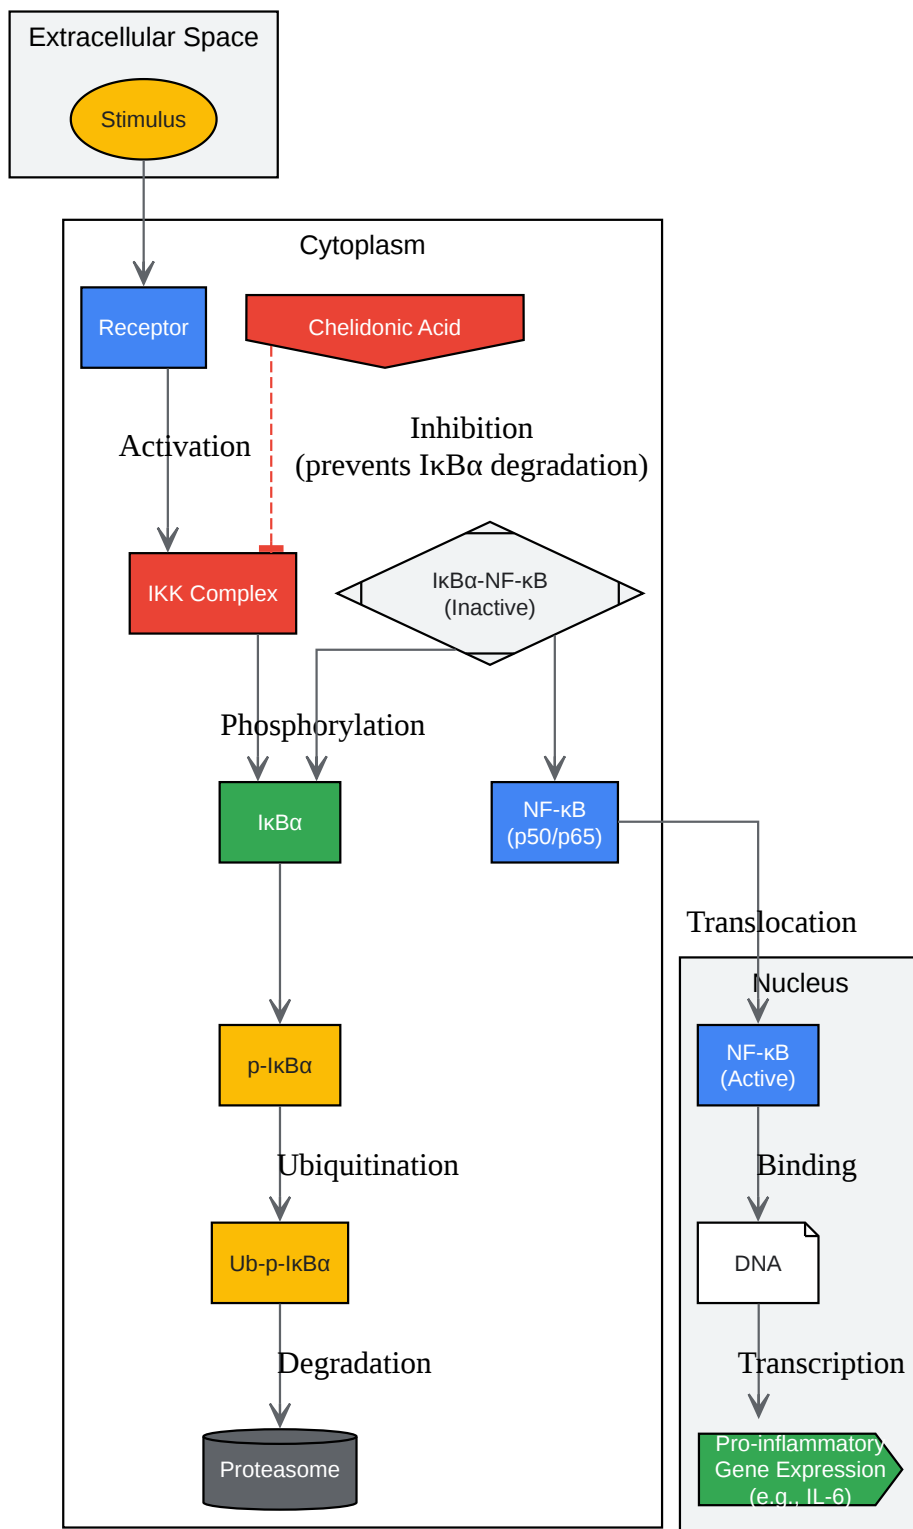 Extracellular Space
Stimulus
Cytoplasm
Receptor
Chelidonic Acid
Activation
Inhibition
(prevents IκBα degradation)
IKK Complex
IκBα-NF-κB
(Inactive)
Phosphorylation
IκBα
NF-κB
(p50/p65)
Translocation
Nucleus
p-IκBα
NF-κB
(Active)
Ubiquitination
Binding
Ub-p-IκBα
DNA
Degradation
Transcription
Proteasome
Pro-inflammatory
Gene Expression
(e.g., IL-6)